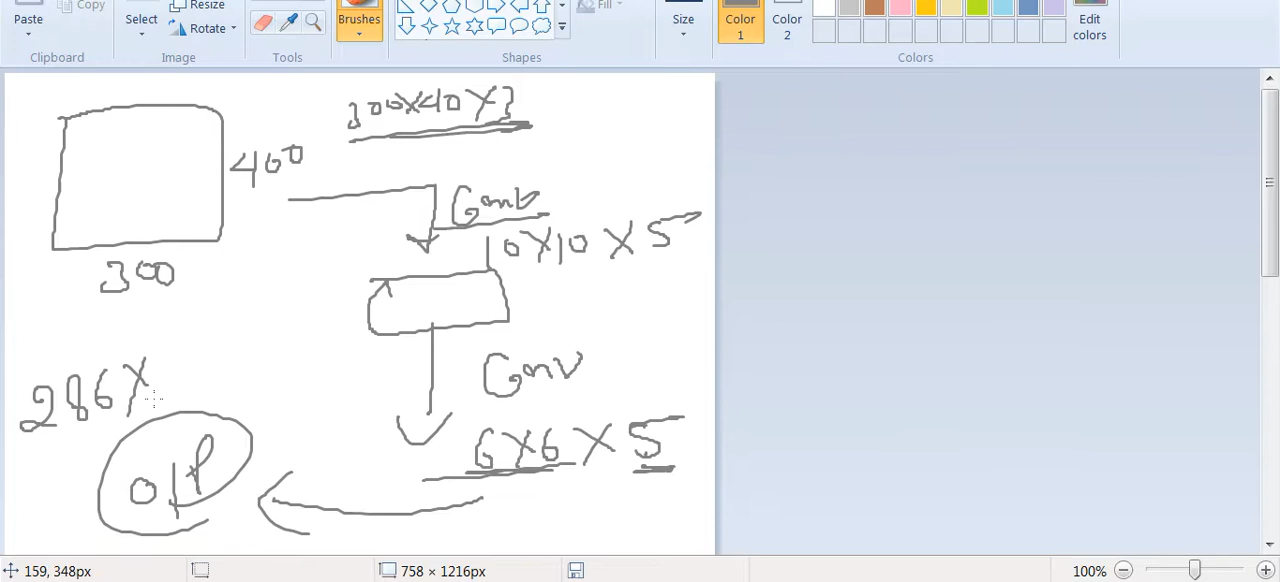 Copy
Resize
Paste
Select
Rotate
Brushes
Fill
Size
Color 1
Color 2
Edit colors
Clipboard
Image
Tools
Shapes
Colors
300X40X3
400
Conv
10X10X5
300
Conv
286X
6X6X5
O/P
159, 348px
758 × 1216px
100%